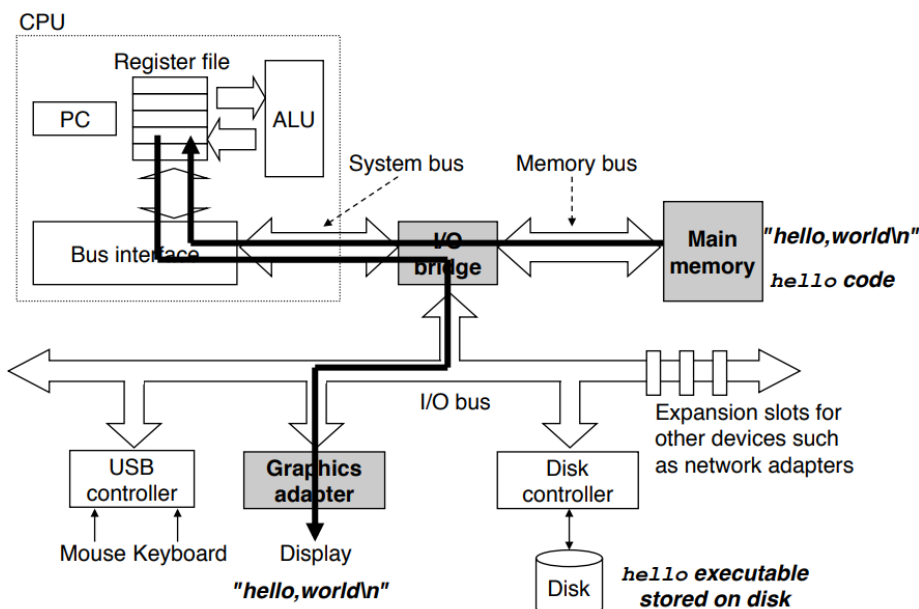 CPU
Register file
PC
ALU
System bus
Memory bus
Bus interface
I/O
bridge
Main
memory
"hello,world\n"
hello code
I/O bus
Expansion slots for
other devices such
as network adapters
USB
controller
Graphics
adapter
Disk
controller
Mouse Keyboard
Display
"hello,world\n"
Disk
hello executable
stored on disk